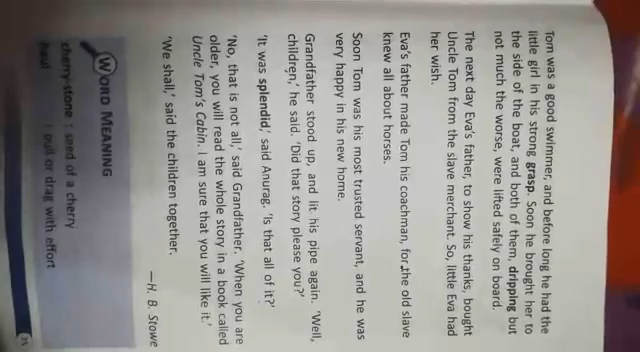 Tom was a good swimmer, and before long he had the
little girl in his strong grasp. Soon he brought her to
the side of the boat, and both of them, dripping but
not much the worse, were lifted safely on board.
The next day Eva's father, to show his thanks, bought
Uncle Tom from the slave merchant. So, little Eva had
her wish.
Eva's father made Tom his coachman, for the old slave
knew all about horses.
Soon Tom was his most trusted servant, and he was
very happy in his new home.
Grandfather stood up, and lit his pipe again. 'Well,
children,' he said. 'Did that story please you?'
'It was splendid,' said Anurag. 'Is that all of it?'
'No, that is not all,' said Grandfather. 'When you are
older, you will read the whole story in a book called
Uncle Tom's Cabin. I am sure that you will like it.'
'We shall,' said the children together.
—H. B. Stowe
WORD MEANING
cherry-stone : seed of a cherry
haul : pull or drag with effort